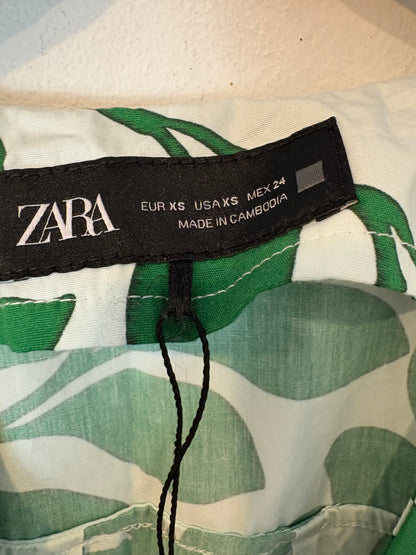 ZARA
EUR XS USA XS MEX 24
MADE IN CAMBODIA